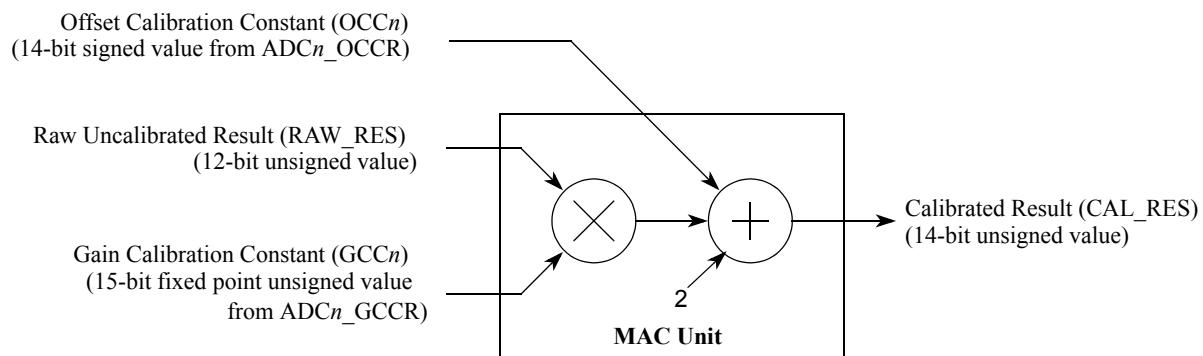 Offset Calibration Constant (OCCn)
(14-bit signed value from ADCn_OCCR)
Raw Uncalibrated Result (RAW_RES)
(12-bit unsigned value)
Gain Calibration Constant (GCCn)
(15-bit fixed point unsigned value
from ADCn_GCCR)
2
MAC Unit
Calibrated Result (CAL_RES)
(14-bit unsigned value)